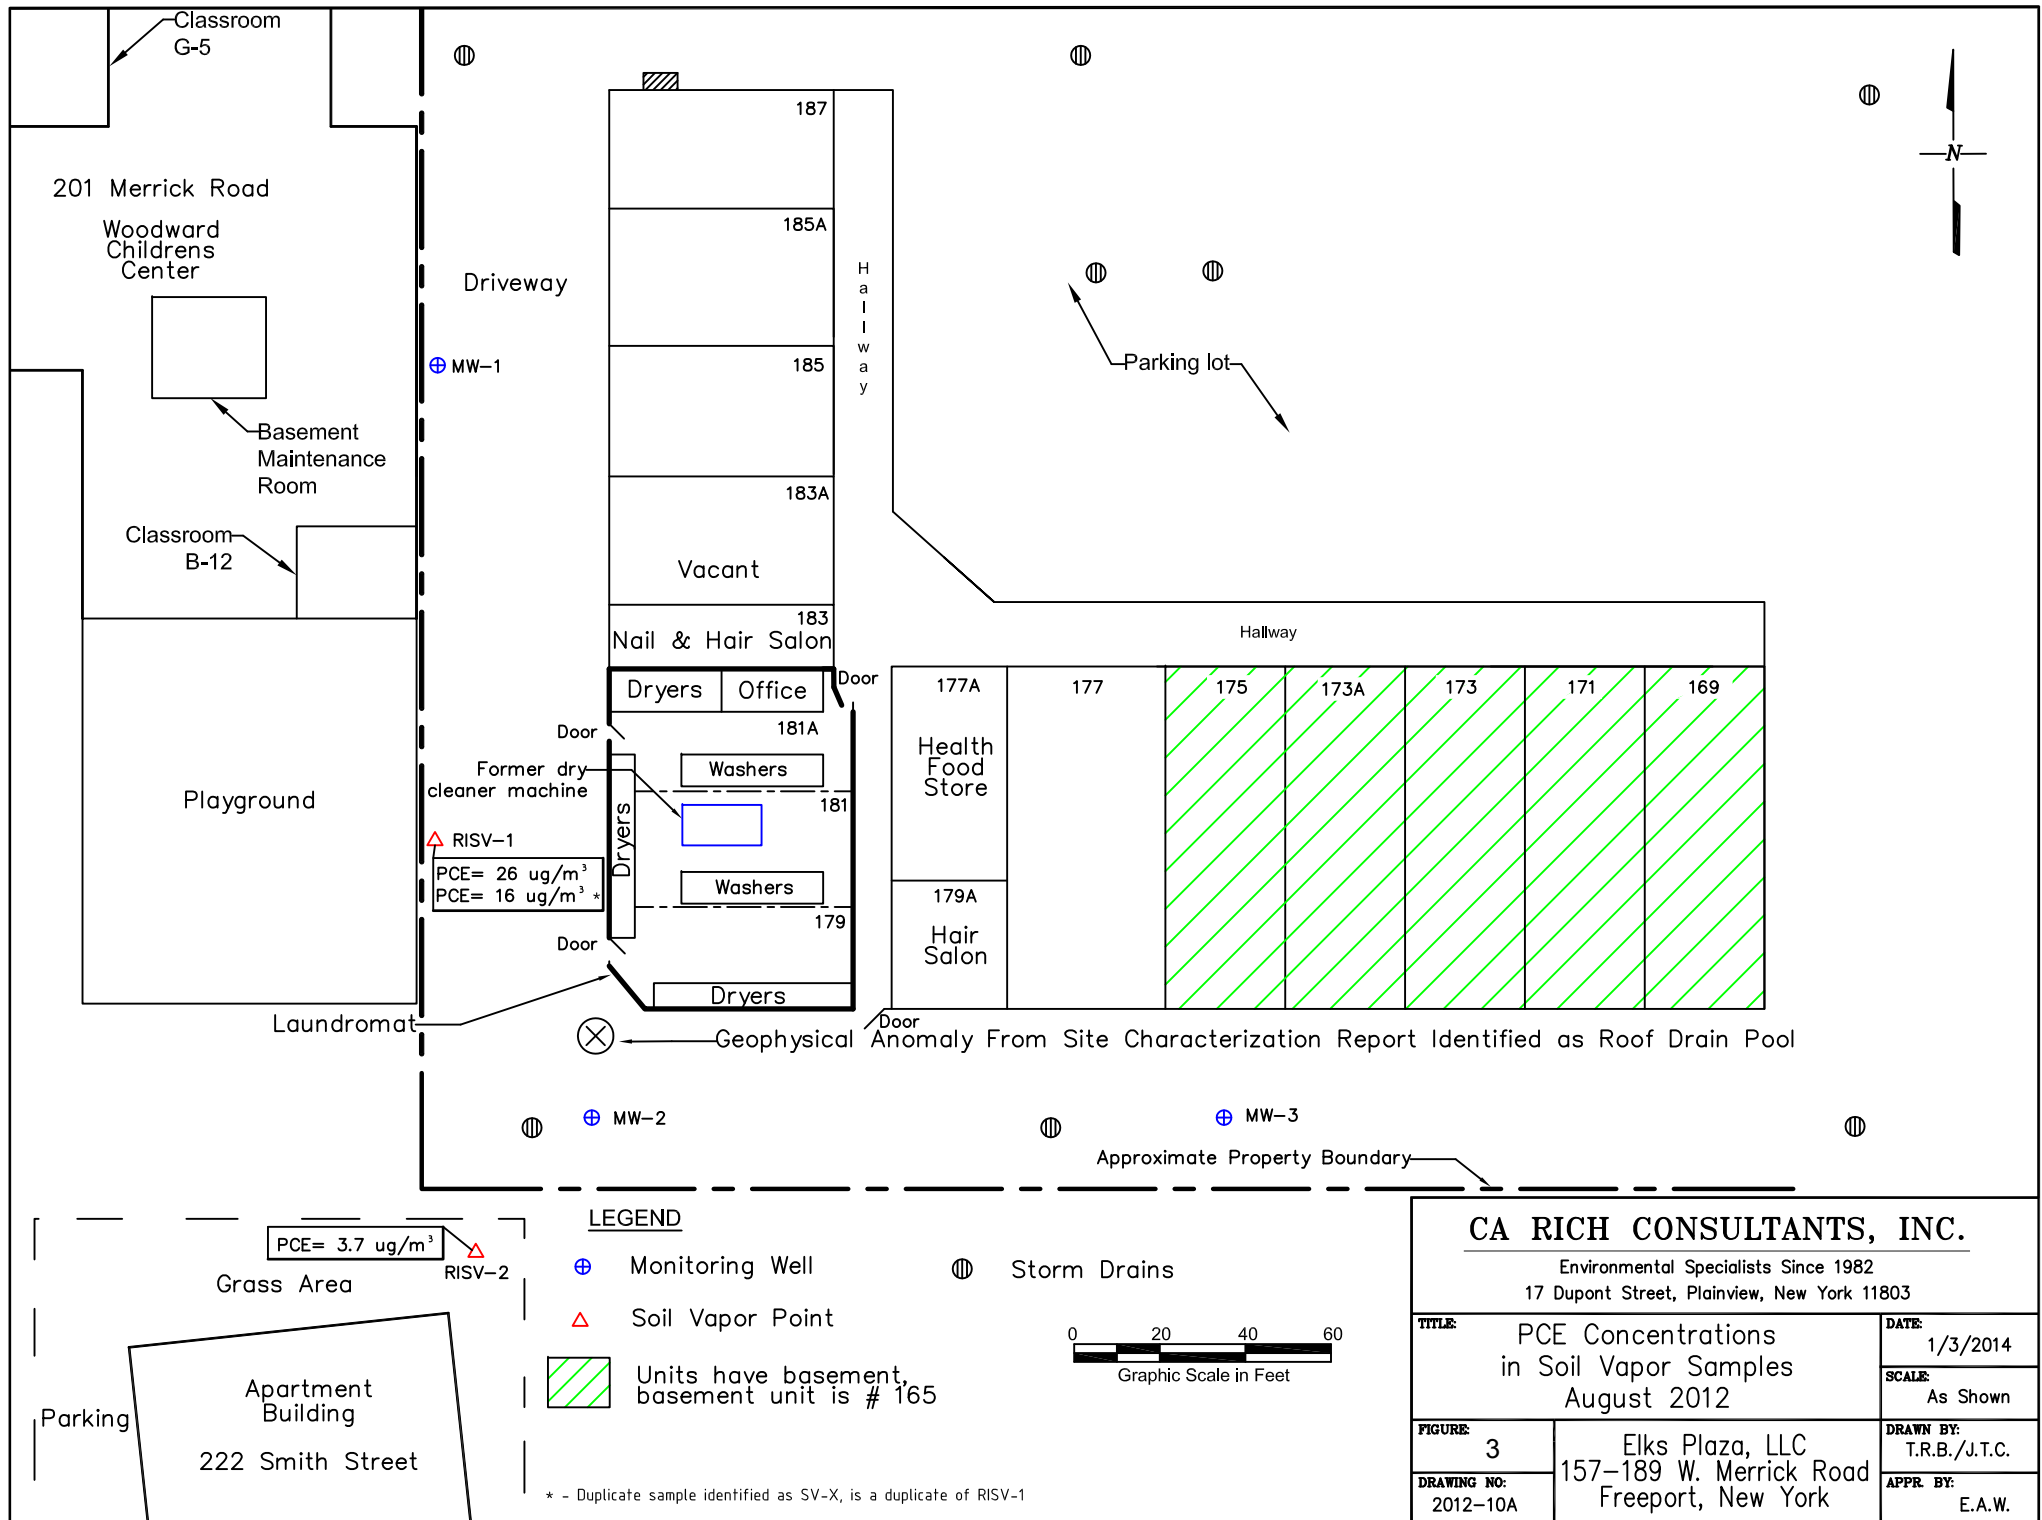 Classroom
G-5
187
N
201 Merrick Road
Woodward
Childrens
Center
185A
Driveway
Hallway
Parking lot
MW-1
185
Basement
Maintenance
Room
183A
Classroom
B-12
Vacant
183
Nail & Hair Salon
Hallway
Door
Dryers
Office
177A
177
175
173A
173
171
169
181A
Door
Health
Food
Store
Former dry
cleaner machine
Washers
181
Playground
Dryers
RISV-1
PCE= 26 ug/m³
PCE= 16 ug/m³ *
Washers
179A
179
Hair
Salon
Door
Dryers
Laundromat
Door
Geophysical Anomaly From Site Characterization Report Identified as Roof Drain Pool
MW-2
MW-3
Approximate Property Boundary
PCE= 3.7 ug/m³
RISV-2
Grass Area
Parking
Apartment
Building
222 Smith Street
LEGEND
Monitoring Well
Storm Drains
Soil Vapor Point
Units have basement,
basement unit is # 165
0 20 40 60
Graphic Scale in Feet
* - Duplicate sample identified as SV-X, is a duplicate of RISV-1
CA RICH CONSULTANTS, INC.
Environmental Specialists Since 1982
17 Dupont Street, Plainview, New York 11803
TITLE:
PCE Concentrations
in Soil Vapor Samples
August 2012
DATE:
1/3/2014
SCALE:
As Shown
FIGURE:
3
DRAWING NO:
2012-10A
Elks Plaza, LLC
157-189 W. Merrick Road
Freeport, New York
DRAWN BY:
T.R.B./J.T.C.
APPR. BY:
E.A.W.